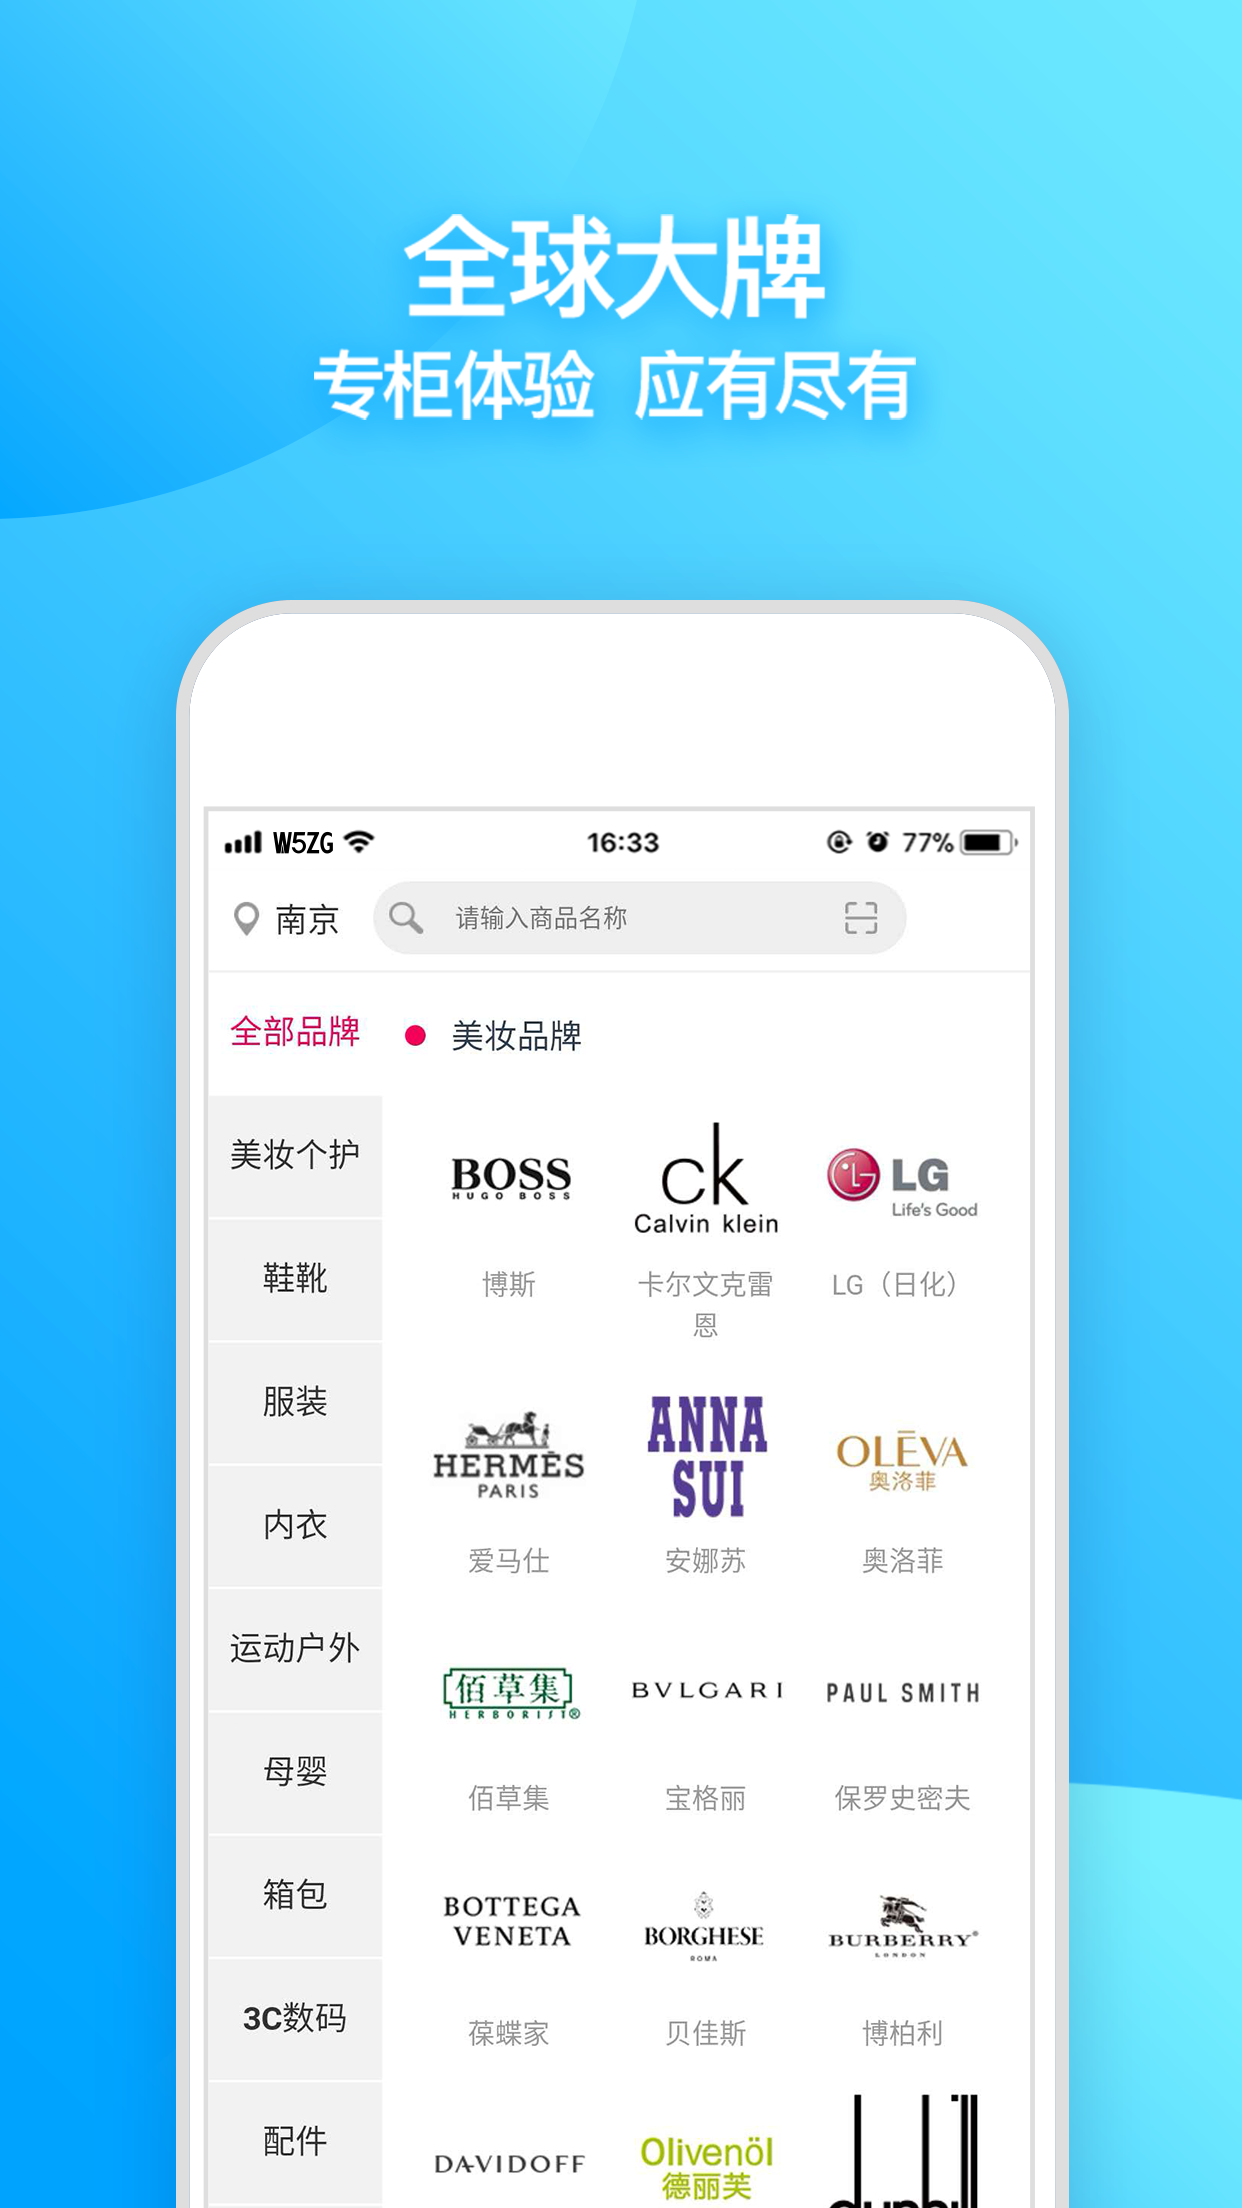 全球大牌
专柜体验 应有尽有
W5ZG 16:33 77%
南京 请输入商品名称
全部品牌
美妆个护
鞋靴
服装
内衣
运动户外
母婴
箱包
3C数码
配件
美妆品牌
BOSS
HUGO BOSS
博斯
ck
Calvin klein
卡尔文克雷
恩
LG
Life's Good
LG（日化）
HERMÈS
PARIS
爱马仕
ANNA
SUI
安娜苏
OLĒVA
奥洛菲
奥洛菲
佰草集
HERBORIST®
佰草集
BVLGARI
宝格丽
PAUL SMITH
保罗史密夫
BOTTEGA
VENETA
葆蝶家
BORGHESE
ROMA
贝佳斯
BURBERRY®
LONDON
博柏利
DAVIDOFF
Olivenöl
德丽芙
dunhill